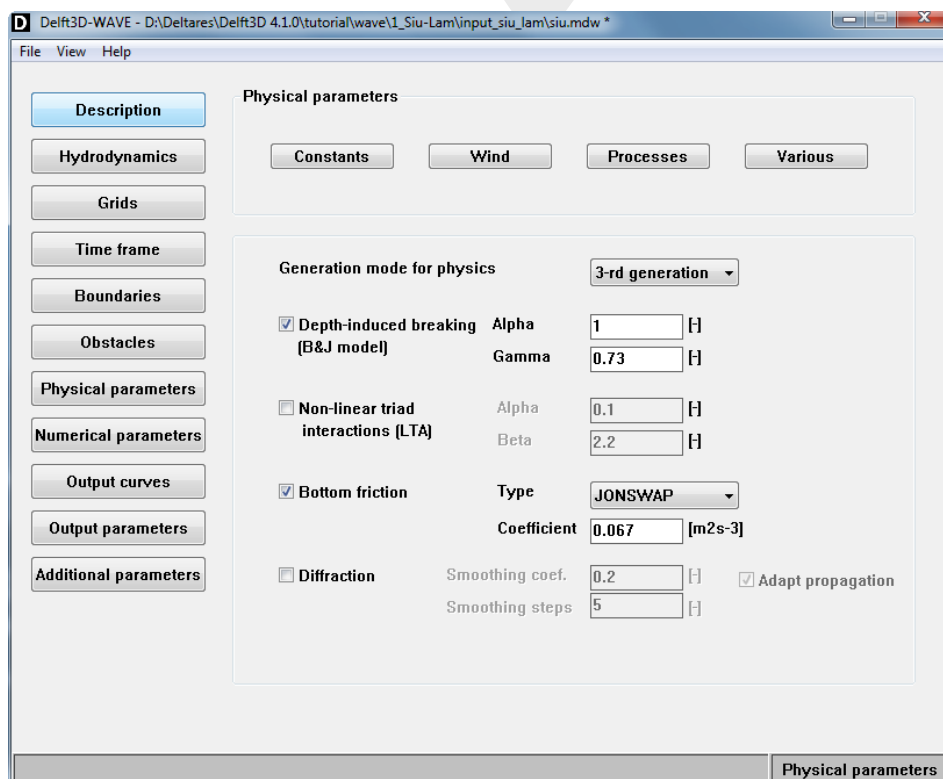 D Delft3D-WAVE - D:\Deltares\Delft3D 4.1.0\tutorial\wave\1_Siu-Lam\input_siu_lam\siu.mdw *
File View Help
Description
Hydrodynamics
Grids
Time frame
Boundaries
Obstacles
Physical parameters
Numerical parameters
Output curves
Output parameters
Additional parameters
Physical parameters
Constants Wind Processes Various
Generation mode for physics 3-rd generation
Depth-induced breaking Alpha 1 [-]
(B&J model) Gamma 0.73 [-]
Non-linear triad Alpha 0.1 [-]
interactions (LTA) Beta 2.2 [-]
Bottom friction Type JONSWAP
Coefficient 0.067 [m2s-3]
Diffraction Smoothing coef. 0.2 [-] Adapt propagation
Smoothing steps 5 [-]
Physical parameters